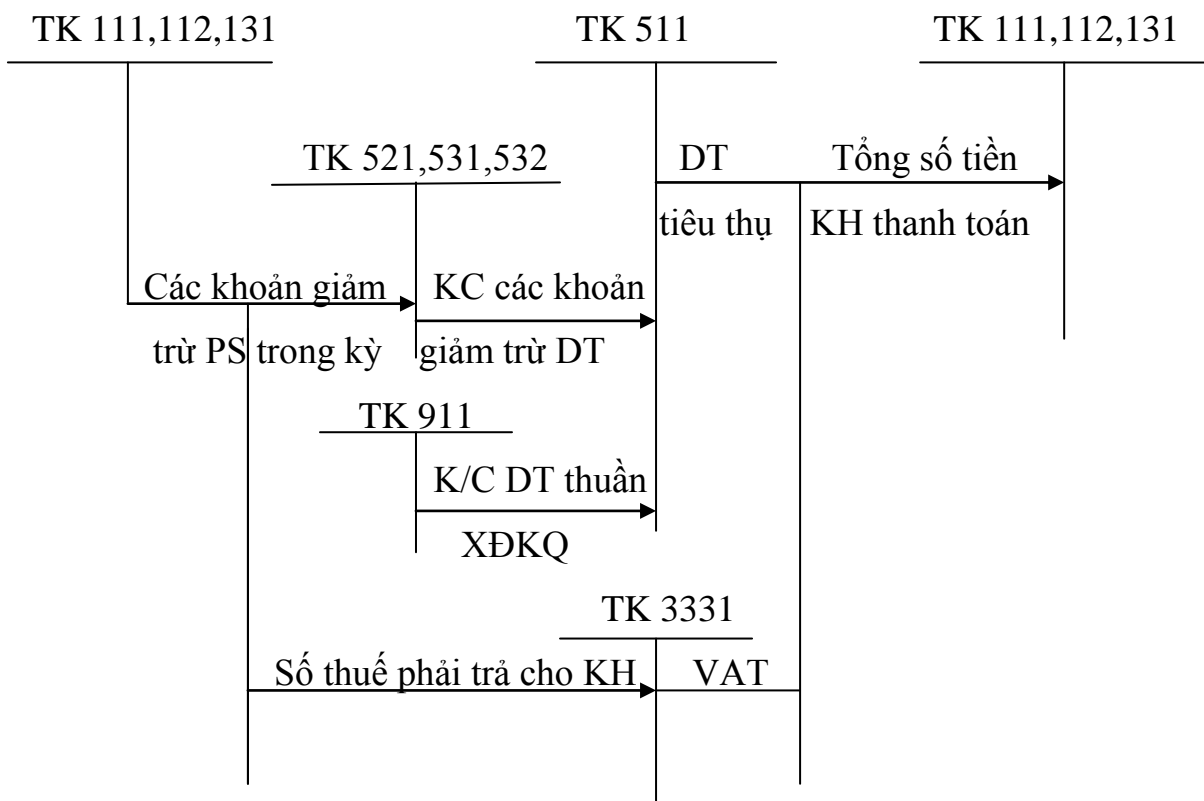 TK 111,112,131
TK 511
TK 111,112,131
TK 521,531,532
DT
Tổng số tiền
tiêu thụ
KH thanh toán
Các khoản giảm
KC các khoản
trừ PS trong kỳ
giảm trừ DT
TK 911
K/C DT thuần
XĐKQ
TK 3331
Số thuế phải trả cho KH
VAT